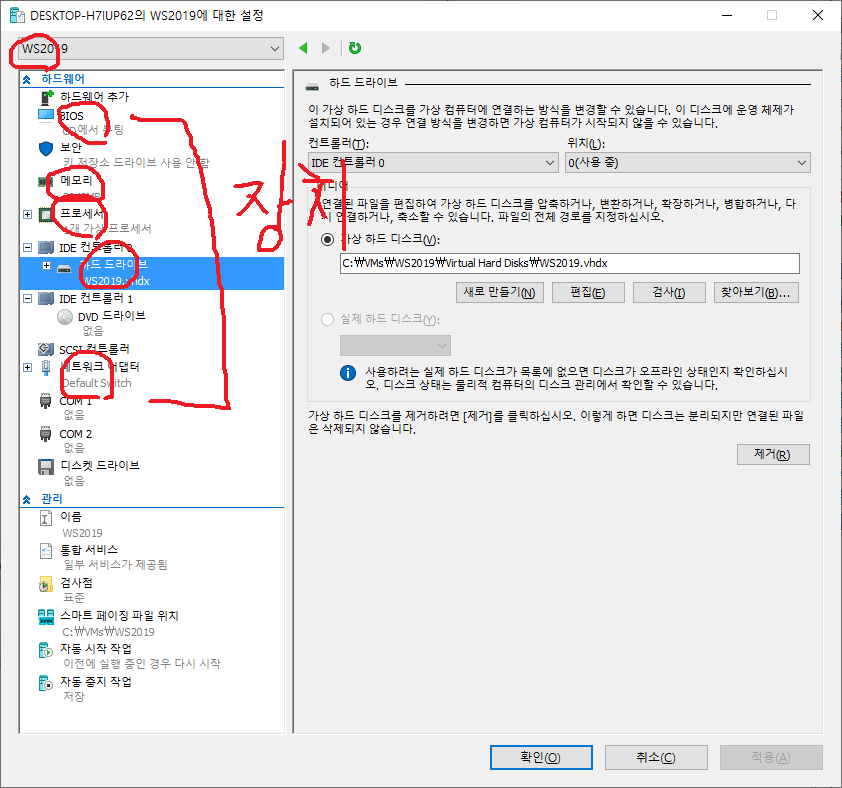 DESKTOP-H7IUP62의 WS2019에 대한 설정
WS2019
하드웨어
하드웨어 추가
BIOS
CD에서 부팅
보안
키 저장소 드라이브 사용 안 함
메모리
프로세서
1개 가상 프로세서
IDE 컨트롤러 0
하드 드라이브
WS2019.vhdx
IDE 컨트롤러 1
DVD 드라이브
없음
SCSI 컨트롤러
네트워크 어댑터
Default Switch
COM 1
없음
COM 2
없음
디스켓 드라이브
없음
관리
이름
WS2019
통합 서비스
일부 서비스가 제공됨
검사점
표준
스마트 페이징 파일 위치
C:₩VMs₩WS2019
자동 시작 작업
이전에 실행 중인 경우 다시 시작
자동 중지 작업
저장
장치
하드 드라이브
이 가상 하드 디스크를 가상 컴퓨터에 연결하는 방식을 변경할 수 있습니다. 이 디스크에 운영 체제가
설치되어 있는 경우 연결 방식을 변경하면 가상 컴퓨터가 시작되지 않을 수 있습니다.
컨트롤러(T): 위치(L):
IDE 컨트롤러 0 0(사용 중)
미디어
연결된 파일을 편집하여 가상 하드 디스크를 압축하거나, 변환하거나, 확장하거나, 병합하거나, 다
시 연결하거나, 축소할 수 있습니다. 파일의 전체 경로를 지정하십시오.
가상 하드 디스크(V):
C:₩VMs₩WS2019₩Virtual Hard Disks₩WS2019.vhdx
새로 만들기(N) 편집(E) 검사(I) 찾아보기(B)...
실제 하드 디스크(Y):
사용하려는 실제 하드 디스크가 목록에 없으면 디스크가 오프라인 상태인지 확인하십시
오. 디스크 상태는 물리적 컴퓨터의 디스크 관리에서 확인할 수 있습니다.
가상 하드 디스크를 제거하려면 [제거]를 클릭하십시오. 이렇게 하면 디스크는 분리되지만 연결된 파일
은 삭제되지 않습니다.
제거(R)
확인(O) 취소(C) 적용(A)